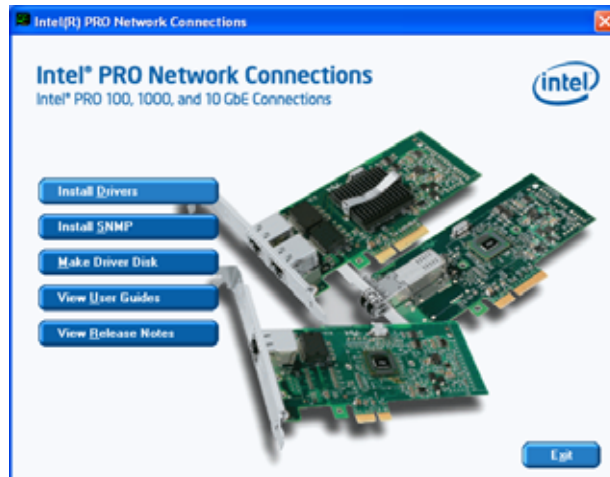 Intel(R) PRO Network Connections
Intel® PRO Network Connections
Intel® PRO 100, 1000, and 10 GbE Connections
intel
Install Drivers
Install SNMP
Make Driver Disk
View User Guides
View Release Notes
Exit